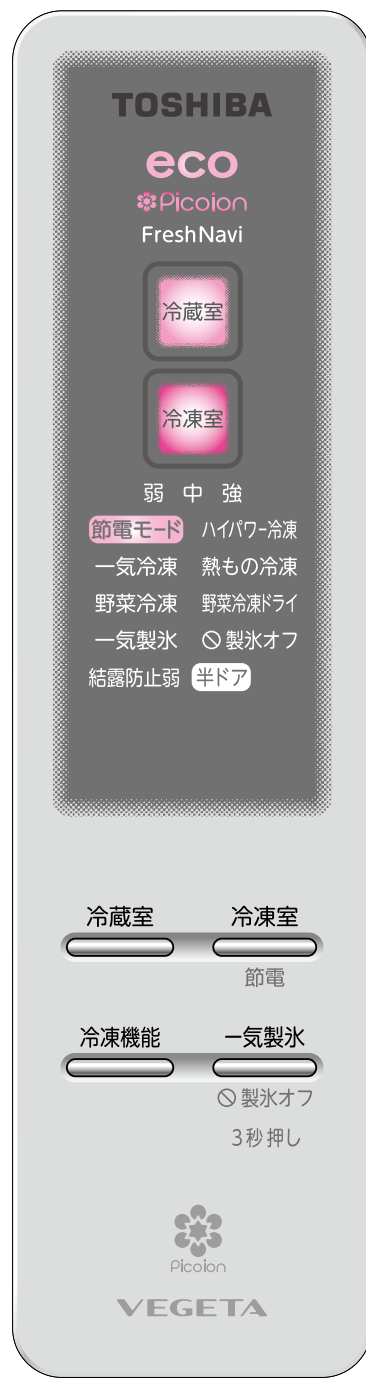 TOSHIBA
eco
Picoion
FreshNavi
冷蔵室
冷凍室
弱 中 強
節電モード ハイパワー冷凍
一気冷凍 熱もの冷凍
野菜冷凍 野菜冷凍ドライ
一気製氷 製氷オフ
結露防止弱 半ドア
冷蔵室 冷凍室
節電
冷凍機能 一気製氷
製氷オフ
3秒押し
Picoion
VEGETA